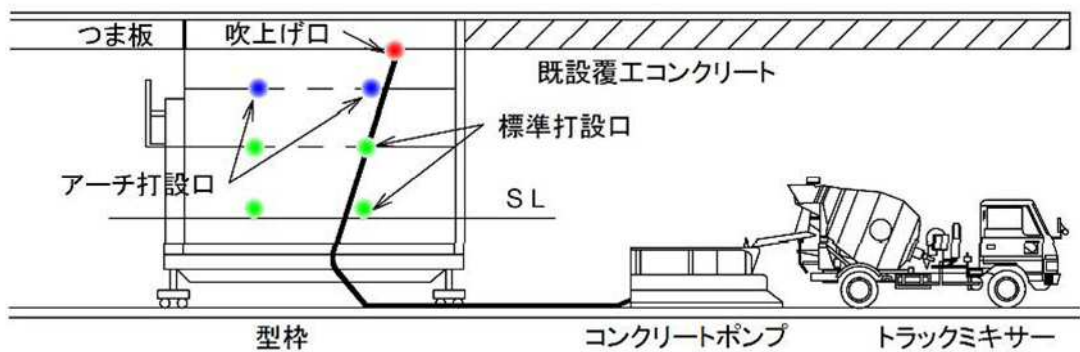 つま板
吹上げ口
既設覆工コンクリート
標準打設口
アーチ打設口
SL
型枠
コンクリートポンプ
トラックミキサー